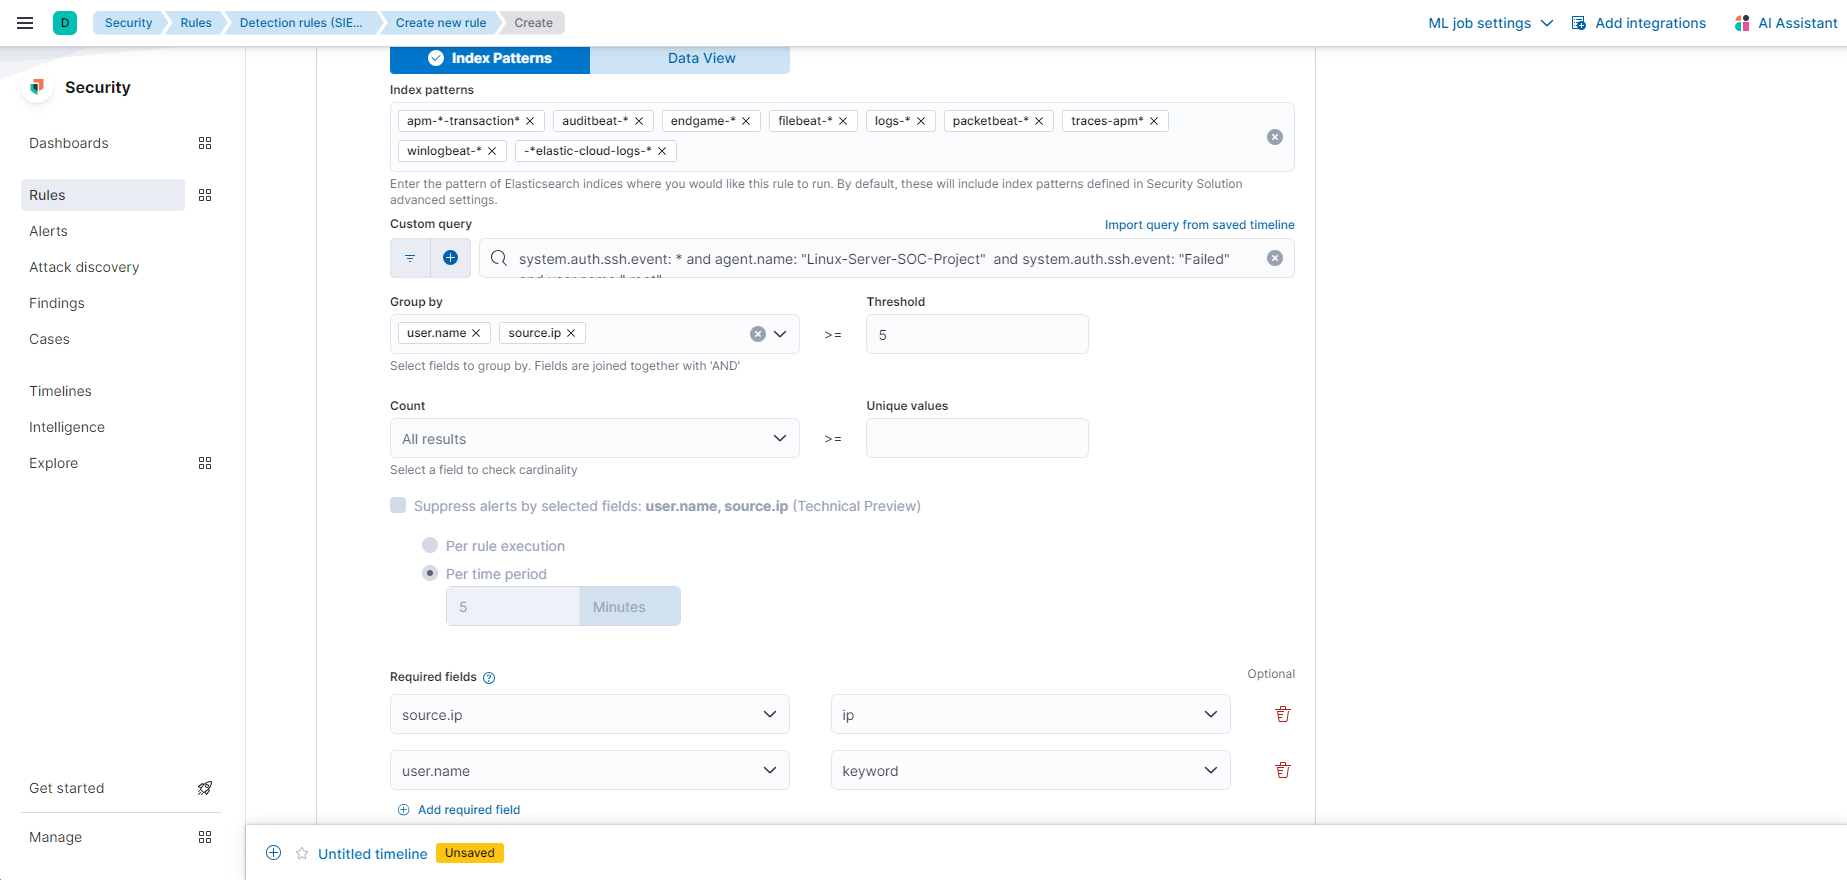 D
Security
Rules
Detection rules (SIE...
Create new rule
Create
ML job settings
Add integrations
AI Assistant
Security
Dashboards
Rules
Alerts
Attack discovery
Findings
Cases
Timelines
Intelligence
Explore
Get started
Manage
Index Patterns
Data View
Index patterns
apm-*-transaction*
auditbeat-*
endgame-*
filebeat-*
logs-*
packetbeat-*
traces-apm*
winlogbeat-*
-*elastic-cloud-logs-*
Enter the pattern of Elasticsearch indices where you would like this rule to run. By default, these will include index patterns defined in Security Solution
advanced settings.
Custom query
Import query from saved timeline
system.auth.ssh.event: * and agent.name: "Linux-Server-SOC-Project"  and system.auth.ssh.event: "Failed"
Group by
Threshold
user.name
source.ip
>=
5
Select fields to group by. Fields are joined together with 'AND'
Count
Unique values
All results
>=
Select a field to check cardinality
Suppress alerts by selected fields: user.name, source.ip (Technical Preview)
Per rule execution
Per time period
5
Minutes
Required fields
Optional
source.ip
ip
user.name
keyword
Add required field
Untitled timeline
Unsaved